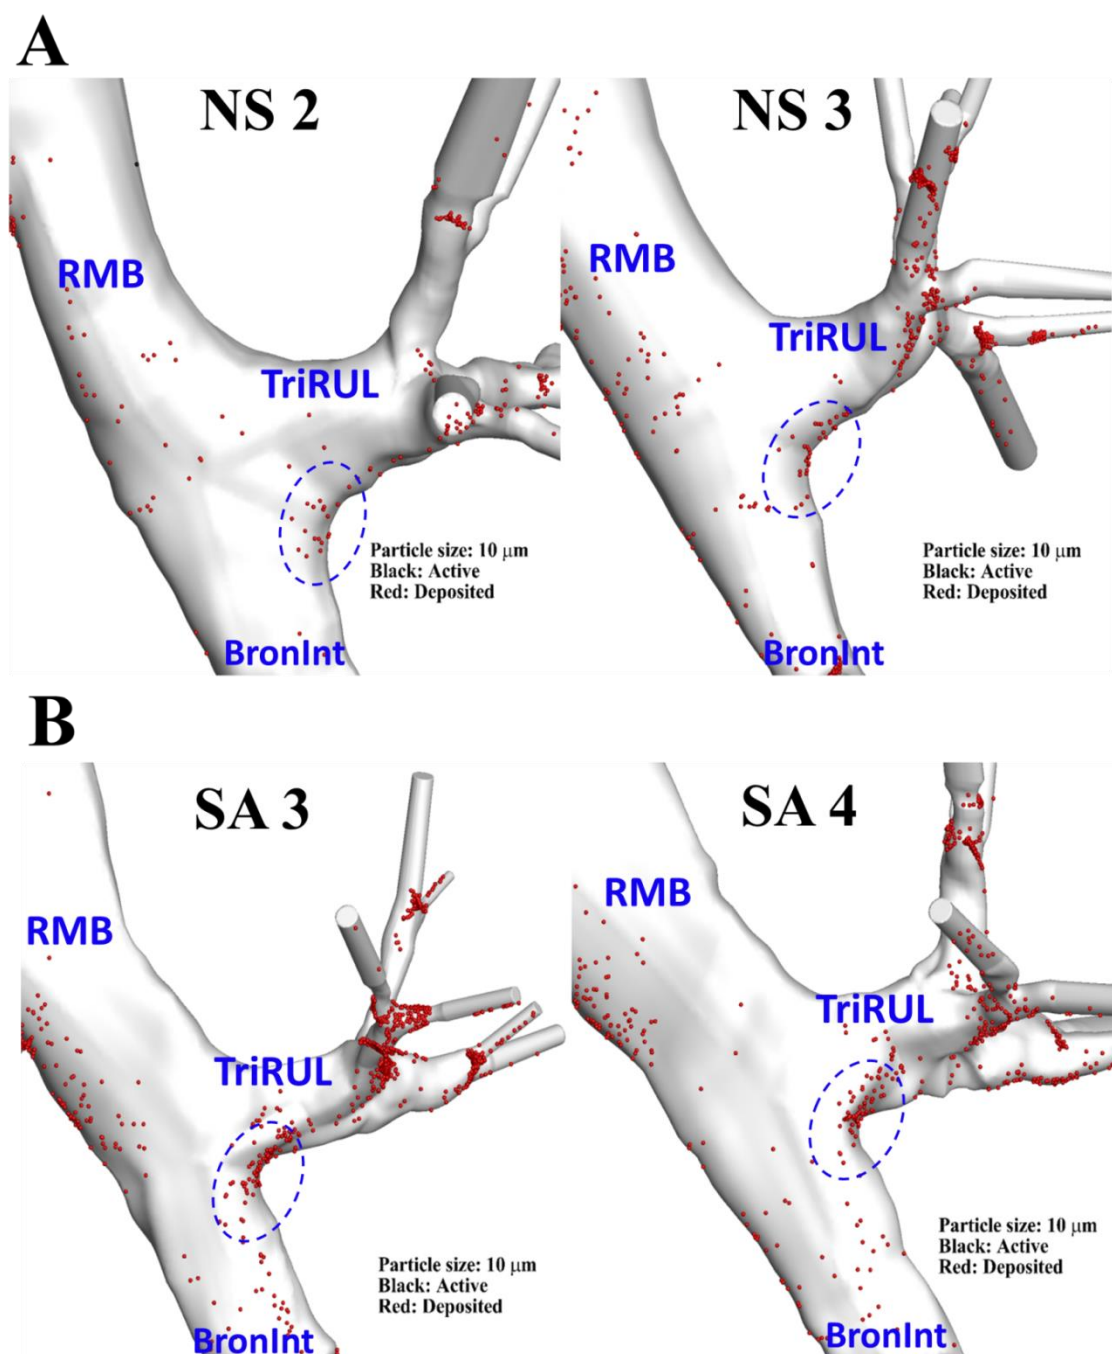 A
NS 2
RMB
TriRUL
Particle size: 10 μm
Black: Active
Red: Deposited
BronInt
NS 3
RMB
TriRUL
Particle size: 10 μm
Black: Active
Red: Deposited
BronInt
B
SA 3
RMB
TriRUL
Particle size: 10 μm
Black: Active
Red: Deposited
BronInt
SA 4
RMB
TriRUL
Particle size: 10 μm
Black: Active
Red: Deposited
BronInt